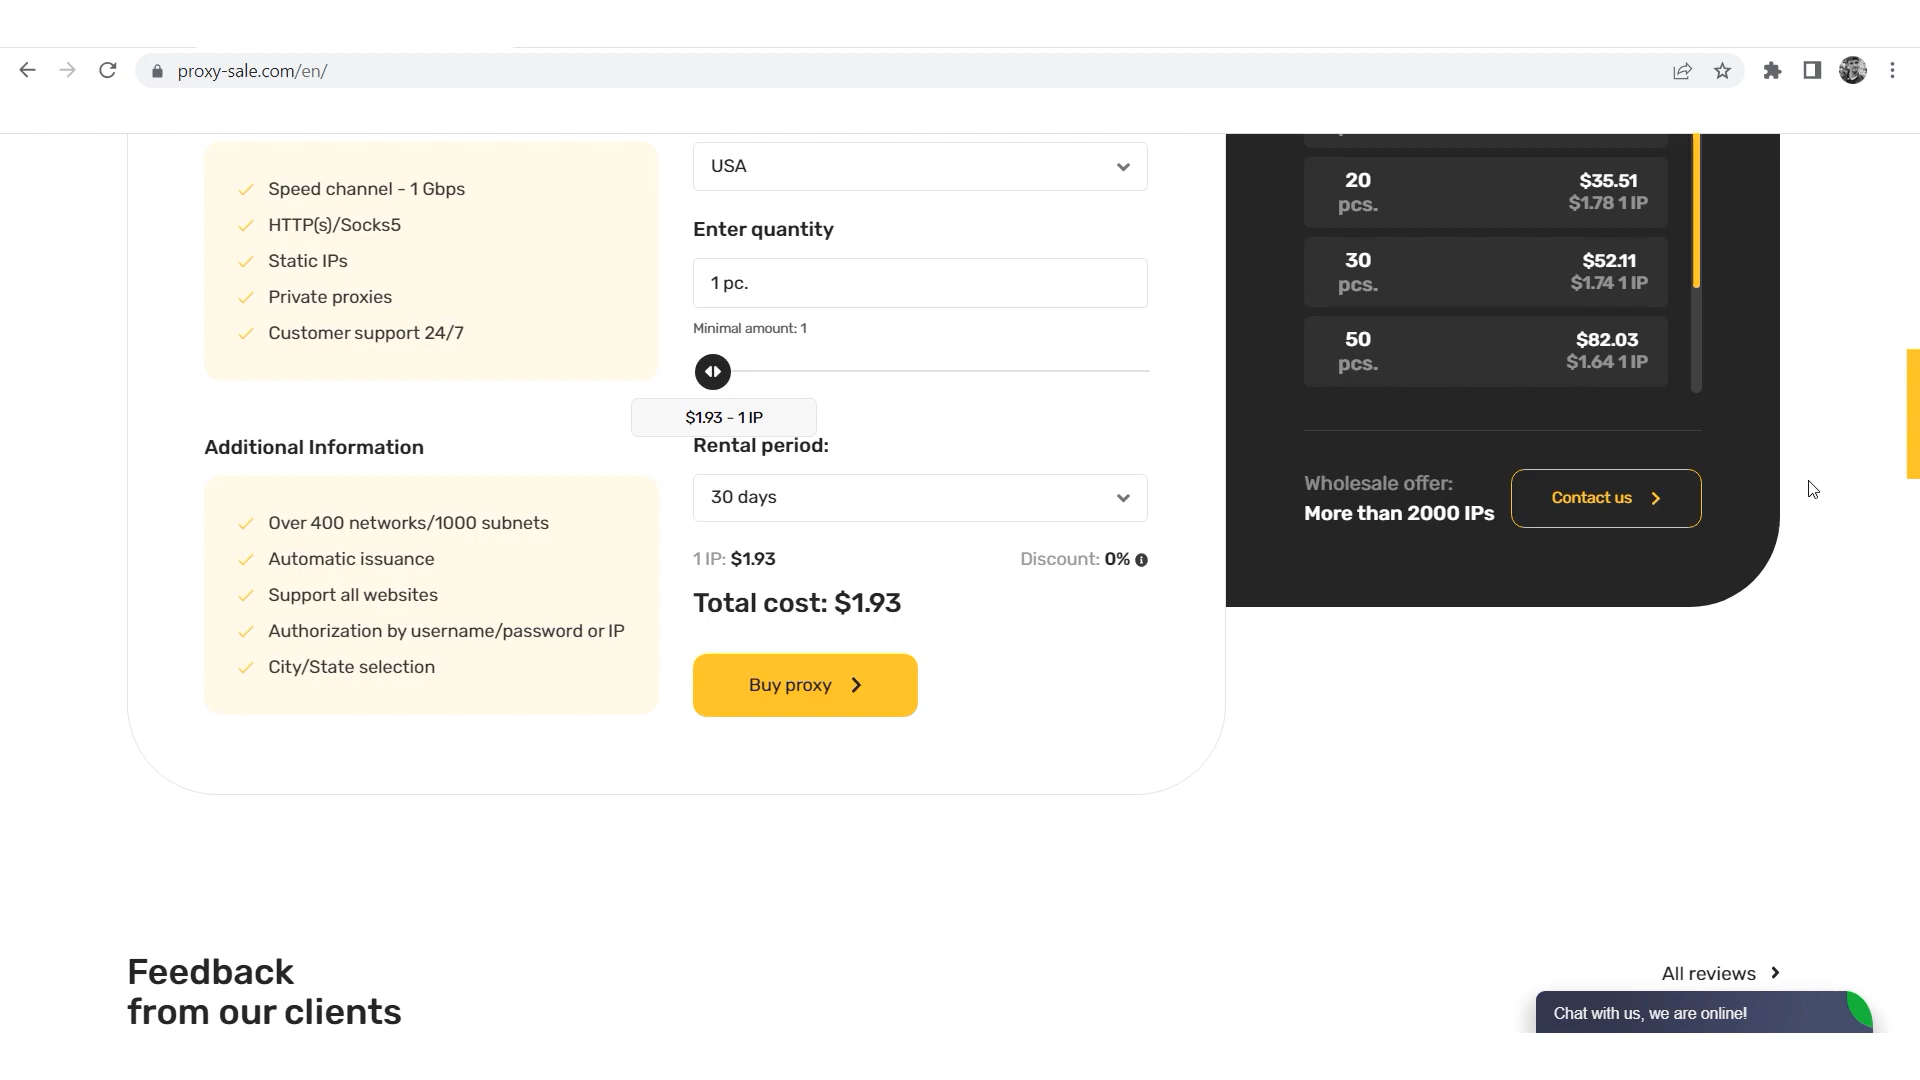 proxy-sale.com/en/
Speed channel - 1 Gbps
HTTP(s)/Socks5
Static IPs
Private proxies
Customer support 24/7
Additional Information
Over 400 networks/1000 subnets
Automatic issuance
Support all websites
Authorization by username/password or IP
City/State selection
USA
Enter quantity
1 pc.
Minimal amount: 1
$1.93 - 1 IP
Rental period:
30 days
1 IP: $1.93
Discount: 0%
Total cost: $1.93
Buy proxy
20 pcs.
$35.51
$1.78 1 IP
30 pcs.
$52.11
$1.74 1 IP
50 pcs.
$82.03
$1.64 1 IP
Wholesale offer:
More than 2000 IPs
Contact us
Feedback
from our clients
All reviews
Chat with us, we are online!